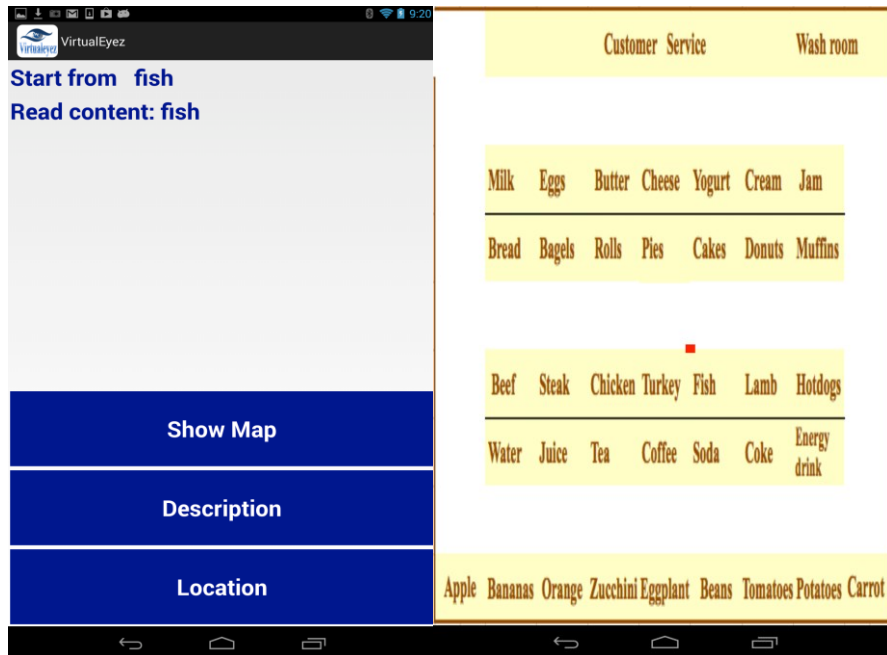 9:20
Virtualeyez VirtualEyez
Start from fish
Read content: fish
Show Map
Description
Location
Customer Service Wash room
Milk Eggs Butter Cheese Yogurt Cream Jam
Bread Bagels Rolls Pies Cakes Donuts Muffins
Beef Steak Chicken Turkey Fish Lamb Hotdogs
Water Juice Tea Coffee Soda Coke Energy drink
Apple Bananas Orange Zucchini Eggplant Beans Tomatoes Potatoes Carrot